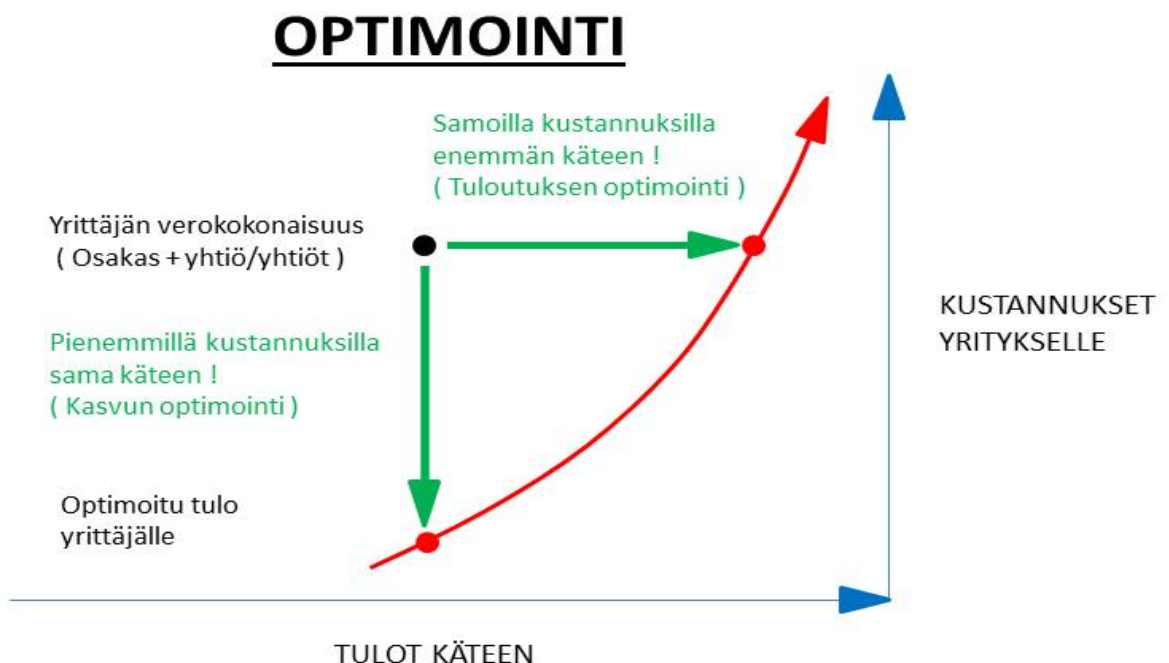 OPTIMOINTI
Samoilla kustannuksilla
enemmän käteen !
( Tuloutuksen optimointi )
Yrittäjän verokokonaisuus
( Osakas + yhtiö/yhtiöt )
KUSTANNUKSET
YRITYKSELLE
Pienemmillä kustannuksilla
sama käteen !
( Kasvun optimointi )
Optimoitu tulo
yrittäjälle
TULOT KÄTEEN